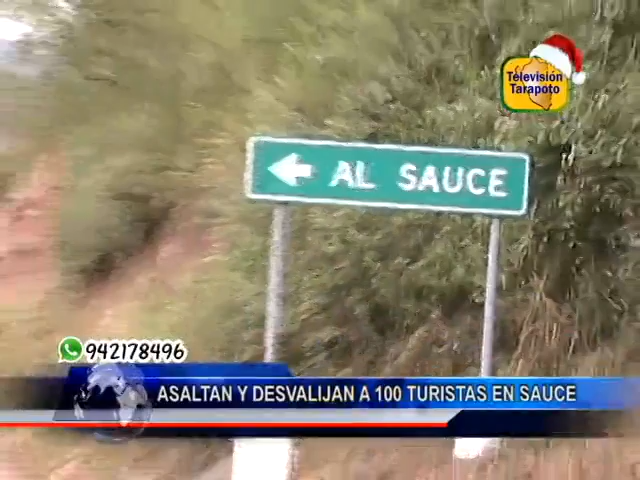 Televisión
Tarapoto
AL SAUCE
942178496
ASALTAN Y DESVALIJAN A 100 TURISTAS EN SAUCE